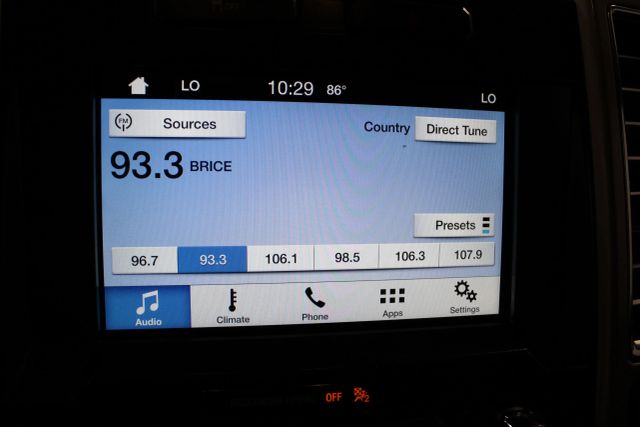 LO 10:29 86° LO
FM Sources Country Direct Tune
93.3 BRICE
Presets
96.7 93.3 106.1 98.5 106.3 107.9
Audio Climate Phone Apps Settings
OFF 2